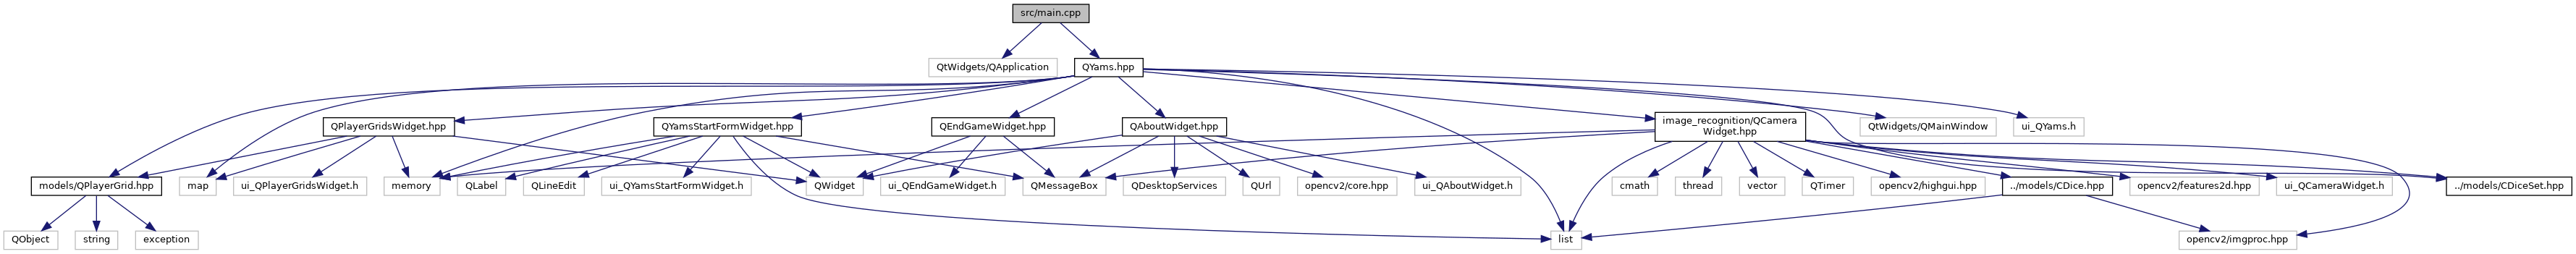 src/main.cpp
QtWidgets/QApplication
QYams.hpp
QPlayerGridsWidget.hpp
QYamsStartFormWidget.hpp
QEndGameWidget.hpp
QAboutWidget.hpp
image_recognition/QCamera
Widget.hpp
QtWidgets/QMainWindow
ui_QYams.h
models/QPlayerGrid.hpp
map
ui_QPlayerGridsWidget.h
memory
QLabel
QLineEdit
ui_QYamsStartFormWidget.h
QWidget
ui_QEndGameWidget.h
QMessageBox
QDesktopServices
QUrl
opencv2/core.hpp
ui_QAboutWidget.h
cmath
thread
vector
QTimer
opencv2/highgui.hpp
../models/CDice.hpp
opencv2/features2d.hpp
ui_QCameraWidget.h
../models/CDiceSet.hpp
QObject
string
exception
list
opencv2/imgproc.hpp